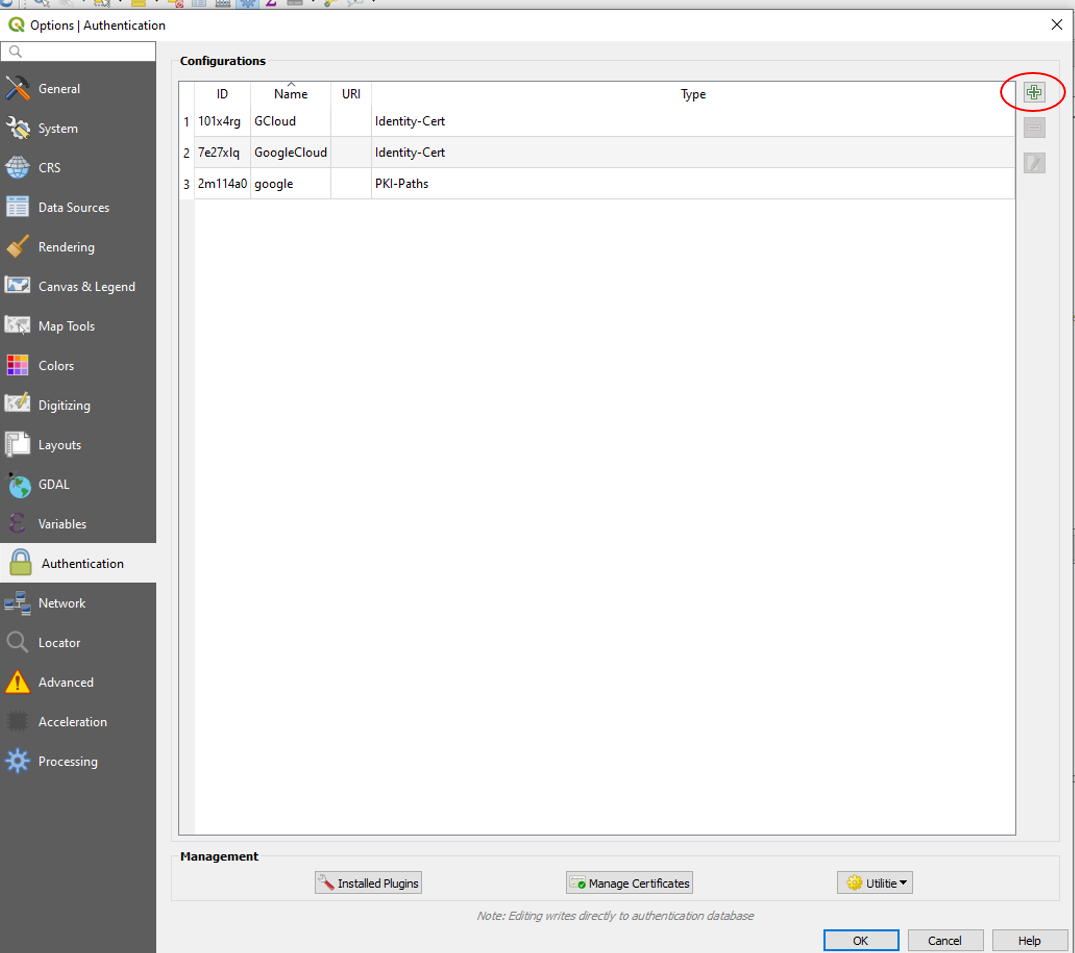 Options | Authentication
General
System
CRS
Data Sources
Rendering
Canvas & Legend
Map Tools
Colors
Digitizing
Layouts
GDAL
Variables
Authentication
Network
Locator
Advanced
Acceleration
Processing
Configurations
ID Name URI Type
1 101x4rg GCloud Identity-Cert
2 7e27xlq GoogleCloud Identity-Cert
3 2m114a0 google PKI-Paths
Management
Installed Plugins Manage Certificates Utilitie
Note: Editing writes directly to authentication database
OK Cancel Help